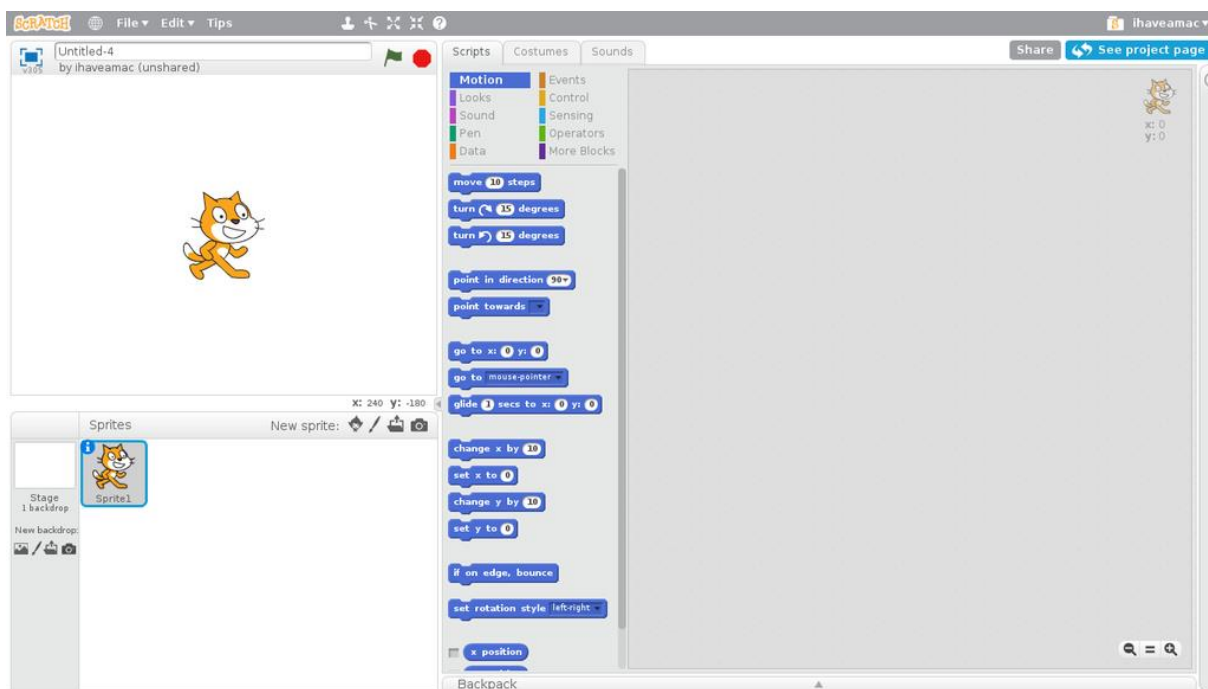 SCRATCH File Edit Tips ihaveamac
Untitled-4
by ihaveamac (unshared)
v305
Scripts Costumes Sounds
Share See project page
Motion Events
Looks Control
Sound Sensing
Pen Operators
Data More Blocks
x: 0
y: 0
move 10 steps
turn 15 degrees
turn 15 degrees
point in direction 90
point towards
go to x: 0 y: 0
go to mouse-pointer
glide 1 secs to x: 0 y: 0
change x by 10
set x to 0
change y by 10
set y to 0
if on edge, bounce
set rotation style left-right
x position
x: 240 y: -180
Sprites New sprite:
Stage
1 backdrop
New backdrop:
Sprite1
Backpack